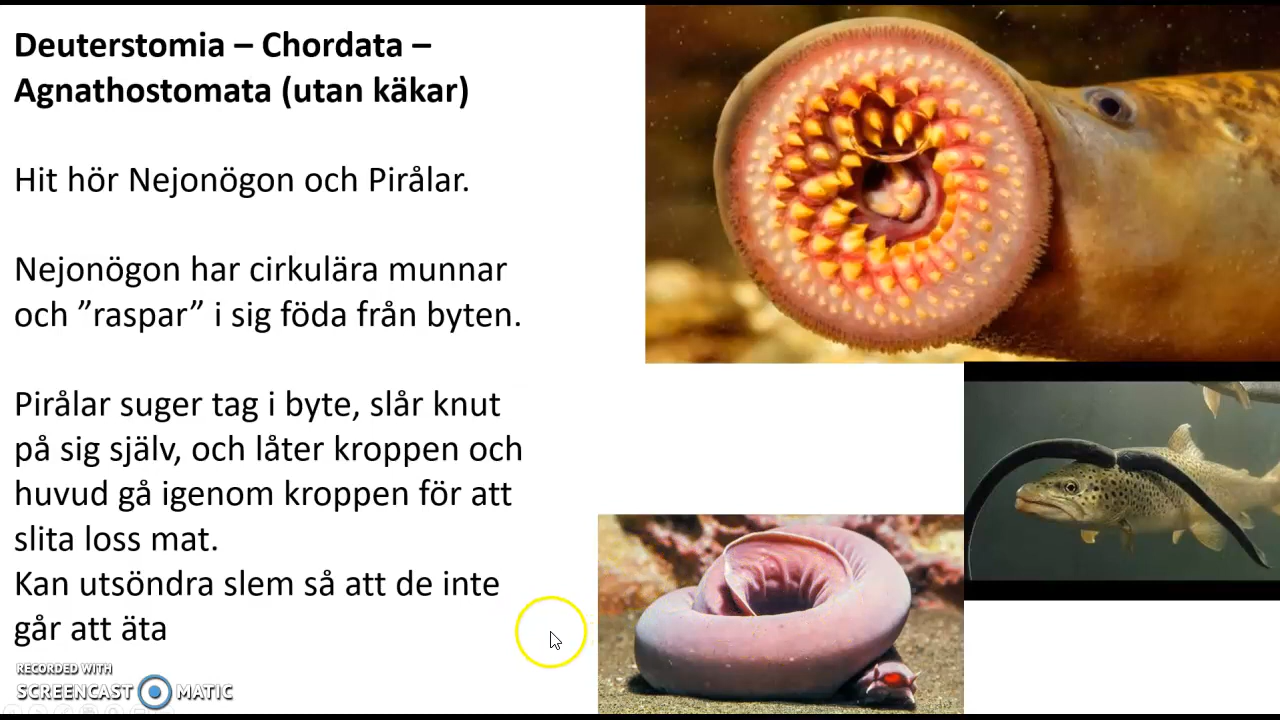 Deuterstomia – Chordata –
Agnathostomata (utan käkar)
Hit hör Nejonögon och Pirålar.
Nejonögon har cirkulära munnar
och ”raspar” i sig föda från byten.
Pirålar suger tag i byte, slår knut
på sig själv, och låter kroppen och
huvud gå igenom kroppen för att
slita loss mat.
Kan utsöndra slem så att de inte
går att äta
RECORDED WITH
SCREENCAST MATIC